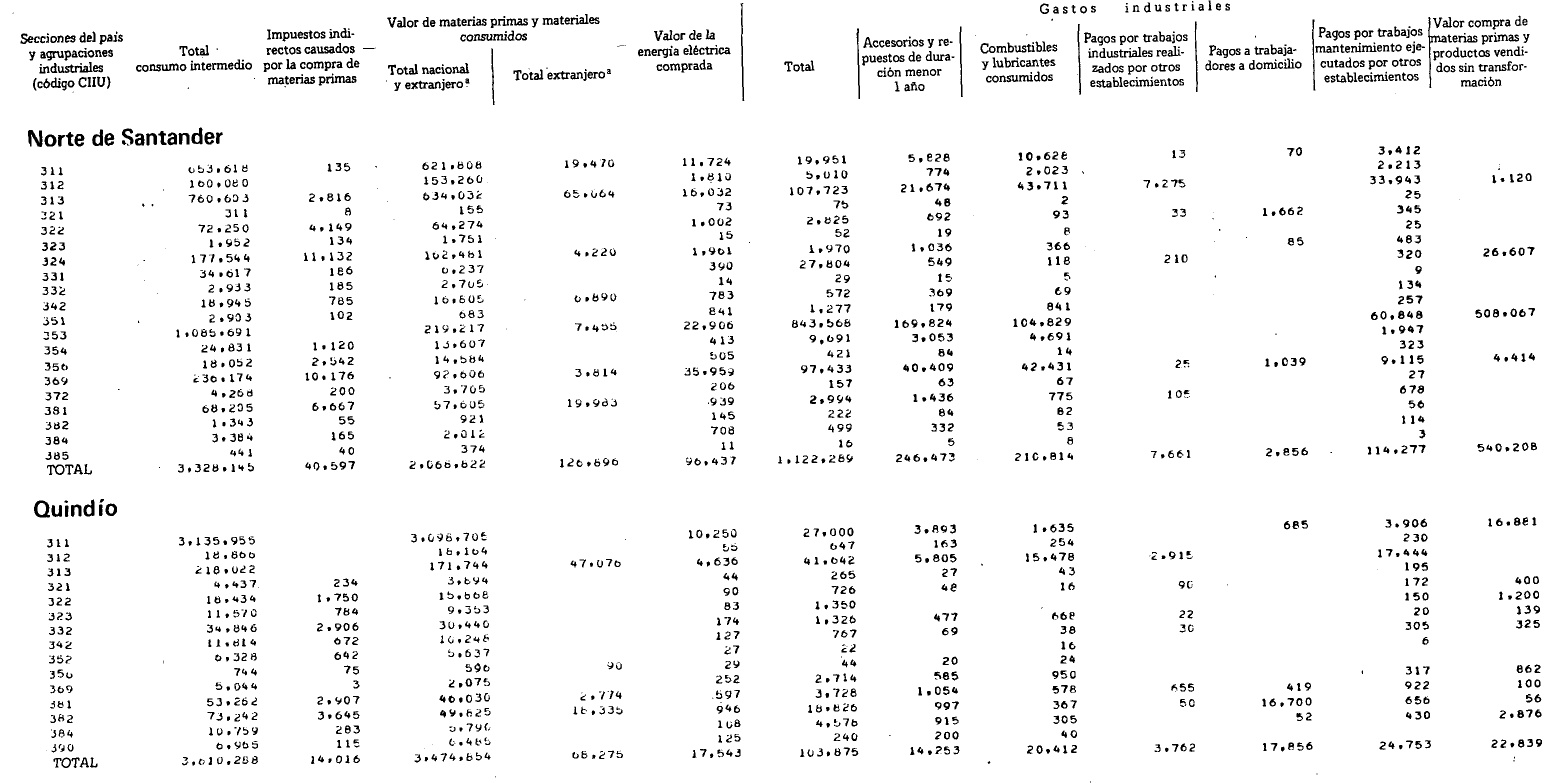 Gastos industriales
Secciones del país y agrupaciones industriales (código CIIU) Total consumo intermedio Impuestos indirectos causados por la compra de materias primas Valor de materias primas y materiales consumidos Total nacional y extranjeroª Total extranjeroª Valor de la energía eléctrica comprada Total Accesorios y repuestos de duración menor 1 año Combustibles y lubricantes consumidos Pagos por trabajos industriales realizados por otros establecimientos Pagos a trabajadores a domicilio Pagos por trabajos mantenimiento ejecutados por otros establecimientos Valor compra de materias primas y productos vendidos sin transformación
Norte de Santander
311 653,618 135 621,808 19,470 11,724 19,951 5,828 10,628 13 70 3,412
312 160,080 153,260 1,810 5,010 774 2,023 2,213
313 760,603 2,816 634,032 65,064 16,032 107,723 21,674 43,711 7,275 33,943 1,120
321 311 8 155 73 75 48 2 25
322 72,250 4,149 64,274 1,002 2,825 692 93 33 1,662 345
323 1,952 134 1,751 15 52 19 8 25
324 177,544 11,132 162,481 4,220 1,961 1,970 1,036 366 85 483
331 34,617 186 6,237 390 27,804 549 118 210 320 26,607
332 2,933 185 2,705 14 29 15 5 9
342 18,945 785 16,605 6,890 783 572 369 69 134
351 2,903 102 683 841 1,277 179 841 257
353 1,085,691 219,217 7,455 22,906 843,568 169,824 104,829 60,848 508,067
354 24,831 1,120 13,607 413 9,691 3,053 4,691 1,947
356 18,052 2,542 14,584 505 421 84 14 323
369 236,174 10,176 92,606 3,814 35,959 97,433 40,409 42,431 25 1,039 9,115 4,414
372 4,268 200 3,705 206 157 63 67 27
381 68,205 6,667 57,605 19,983 939 2,994 1,436 775 105 678
382 1,343 55 921 145 222 84 82 56
384 3,384 165 2,012 708 499 332 53 114
385 441 40 374 11 16 5 8 3
TOTAL 3,328,145 40,597 2,068,822 126,896 96,437 1,122,289 246,473 210,814 7,661 2,856 114,277 540,208
Quindío
311 3,135,955 3,098,705 10,250 27,000 3,893 1,635 685 3,906 16,881
312 18,866 18,164 55 647 163 254 230
313 218,022 171,744 47,076 4,636 41,642 5,805 15,478 2,915 17,444
321 4,437 234 3,894 44 265 27 43 195
322 18,434 1,750 15,868 90 726 48 16 90 172 400
323 11,570 784 9,353 83 1,350 150 1,200
332 34,846 2,906 30,440 174 1,326 477 668 22 20 139
342 11,814 672 10,248 127 767 69 38 30 305 325
352 6,328 642 5,637 27 22 16 6
356 744 75 596 90 29 44 20 24
369 5,044 3 2,075 252 2,714 585 950 317 862
381 53,262 2,907 46,030 2,774 597 3,728 1,054 578 655 419 922 100
382 73,242 3,645 49,825 18,335 946 18,826 997 367 50 16,700 656 56
384 10,759 283 5,790 108 4,578 915 305 52 430 2,876
390 6,965 115 6,485 125 240 200 40
TOTAL 3,610,288 14,016 3,474,854 68,275 17,543 103,875 14,253 20,412 3,762 17,856 24,753 22,839